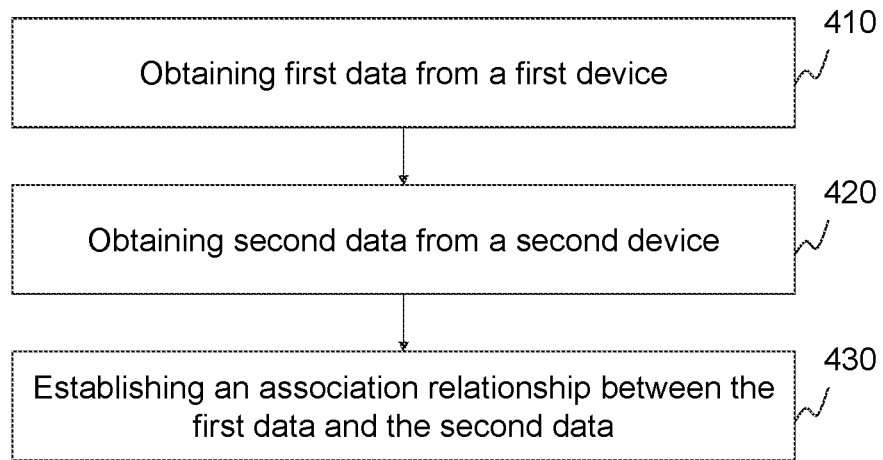 410
Obtaining first data from a first device
420
Obtaining second data from a second device
430
Establishing an association relationship between the
first data and the second data